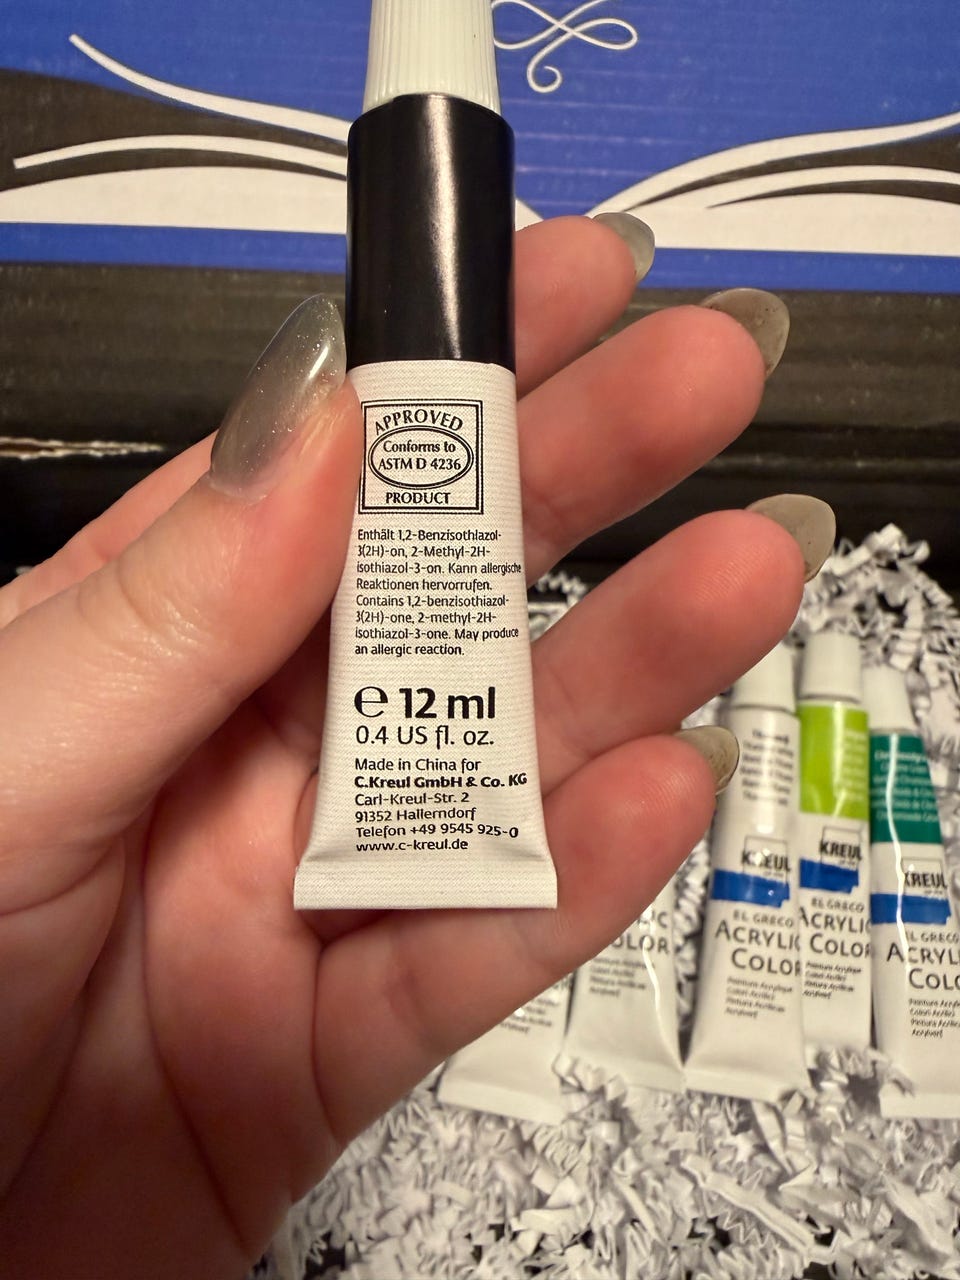 APPROVED
Conforms to
ASTM D 4236
PRODUCT
Enthält 1,2-Benzisothiazol-
3(2H)-on, 2-Methyl-2H-
isothiazol-3-on. Kann allergische
Reaktionen hervorrufen.
Contains 1,2-benzisothiazol-
3(2H)-one, 2-methyl-2H-
isothiazol-3-one. May produce
an allergic reaction.
e 12 ml
0.4 US fl. oz.
Made in China for
C.Kreul GmbH & Co. KG
Carl-Kreul-Str. 2
91352 Hallerndorf
Telefon +49 9545 925-0
www.c-kreul.de
COLOR
KREUL
EL GRECO
ACRYLIC
COLOR
KREUL
EL GRECO
ACRYLIC
COLOR
KREUL
EL GRECO
ACRYL
COLO